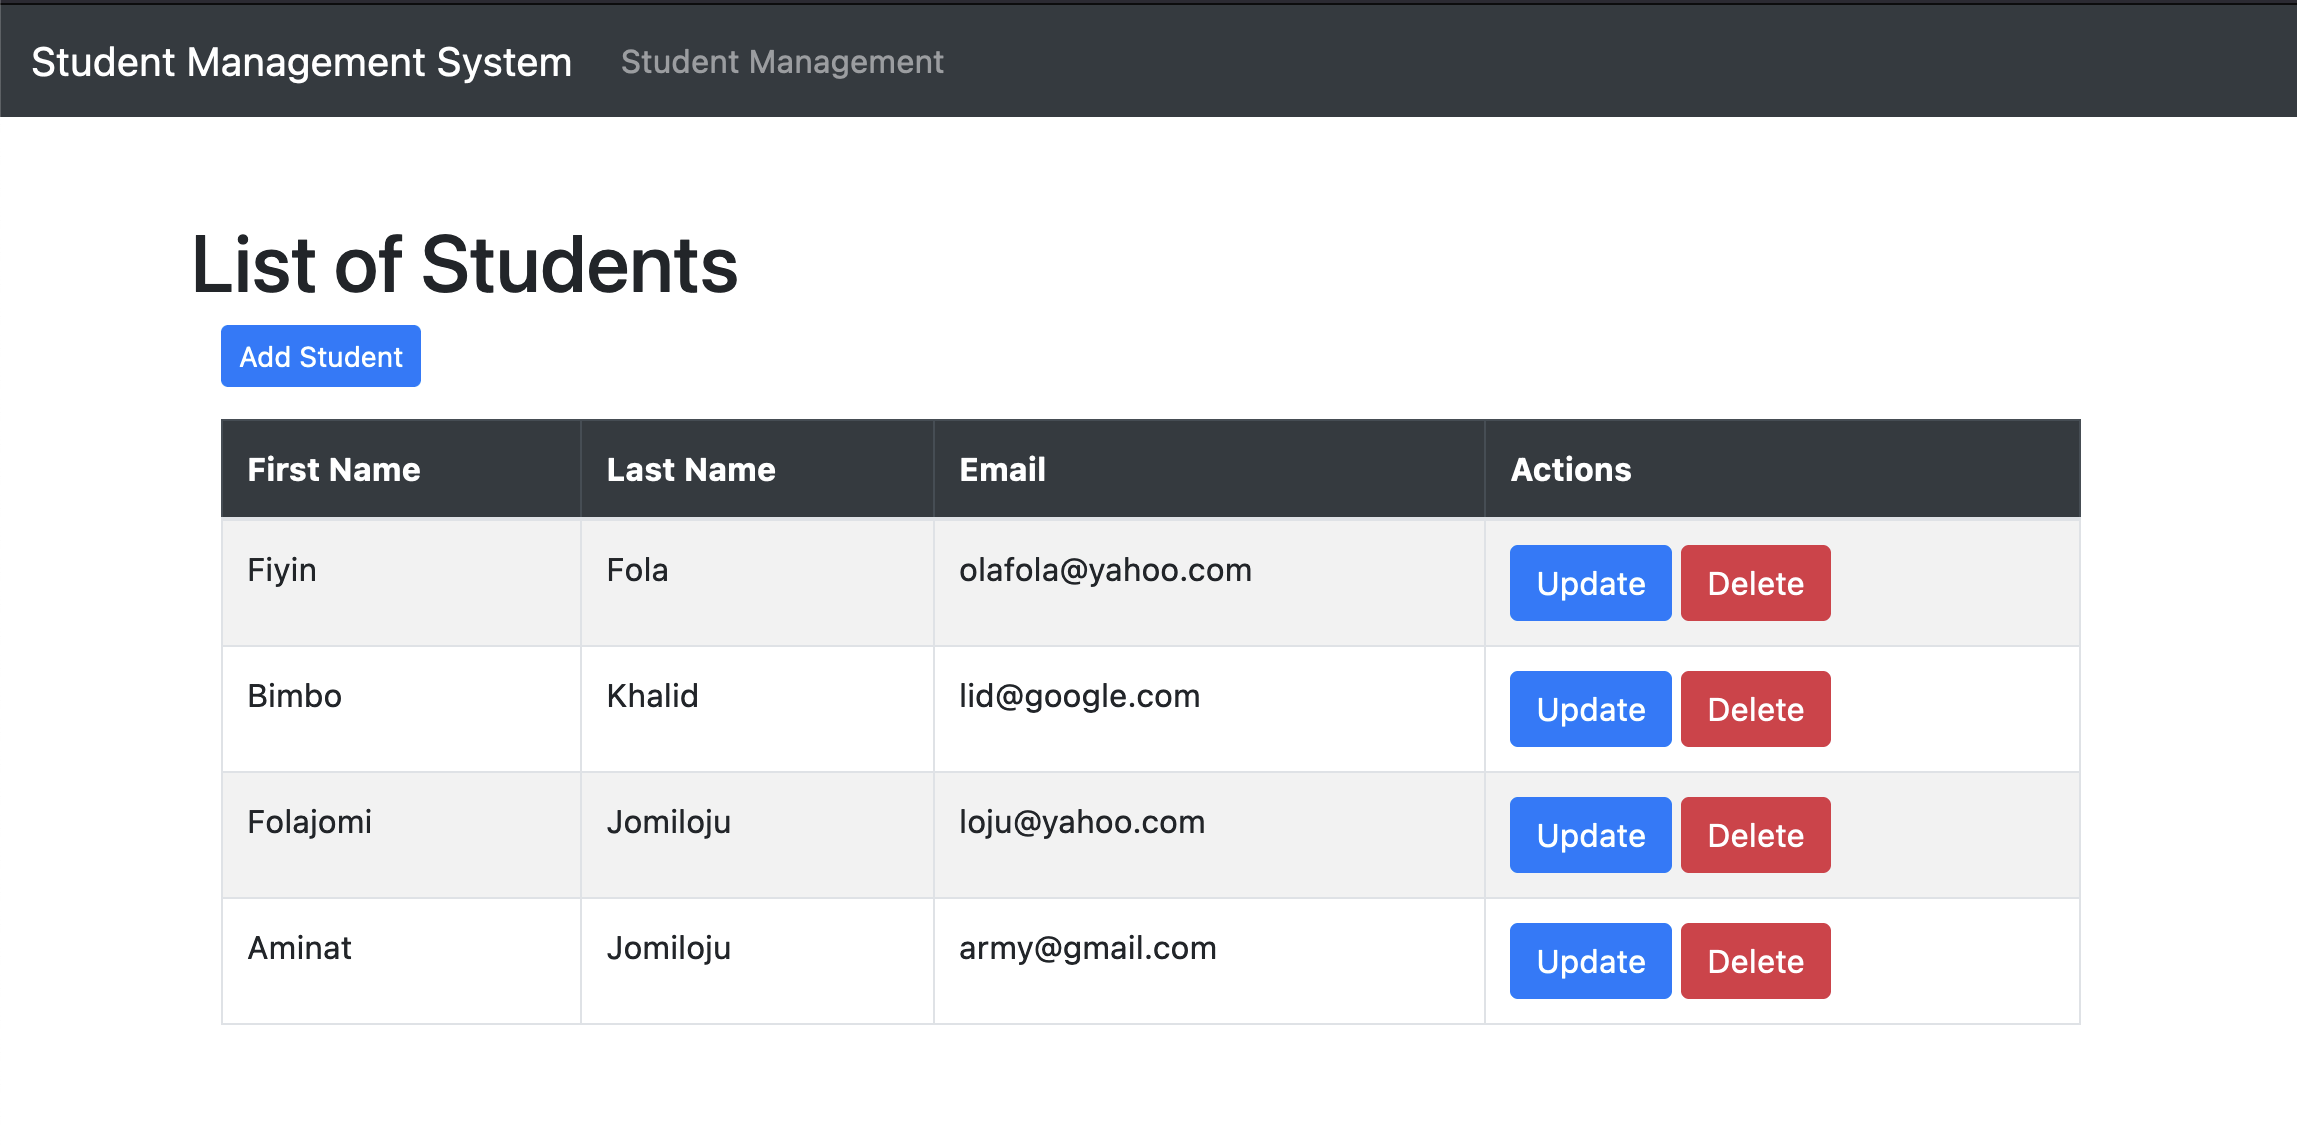 Student Management System Student Management
List of Students
Add Student
First Name Last Name Email Actions
Fiyin Fola olafola@yahoo.com Update Delete
Bimbo Khalid lid@google.com Update Delete
Folajomi Jomiloju loju@yahoo.com Update Delete
Aminat Jomiloju army@gmail.com Update Delete